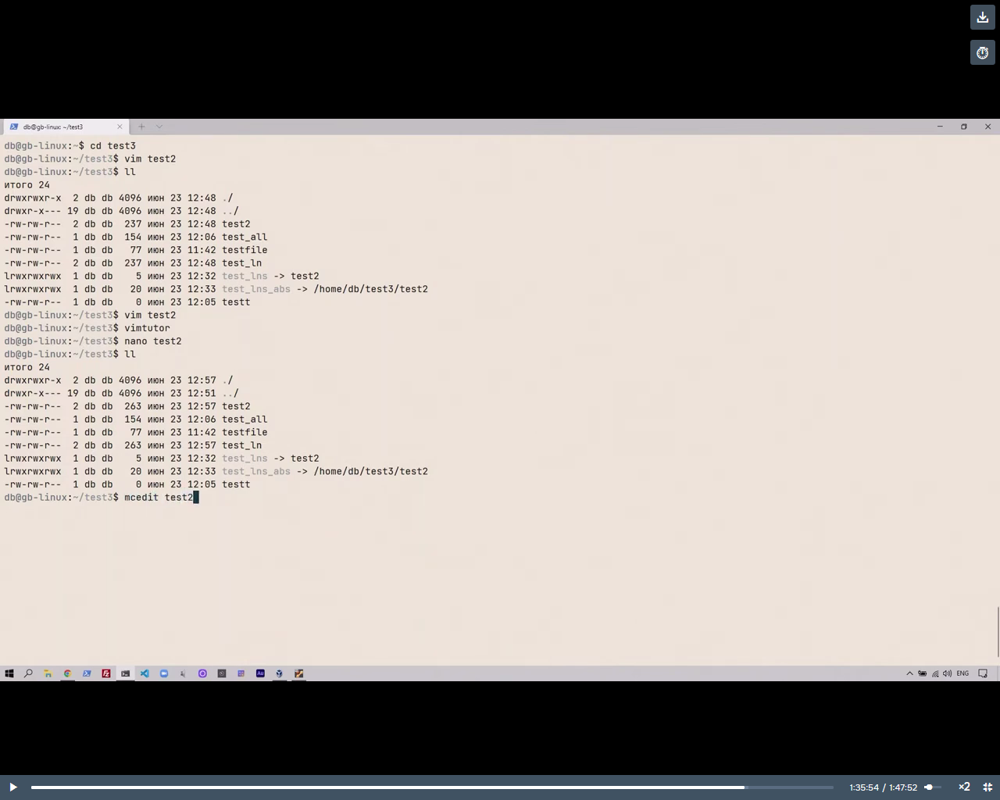 db@gb-linux: ~/test3
db@gb-linux:~$ cd test3
db@gb-linux:~/test3$ vim test2
db@gb-linux:~/test3$ ll
итого 24
drwxrwxr-x  2 db db 4096 июн 23 12:48 ./
drwxr-x--- 19 db db 4096 июн 23 12:48 ../
-rw-rw-r--  2 db db  237 июн 23 12:48 test2
-rw-rw-r--  1 db db  154 июн 23 12:06 test_all
-rw-rw-r--  1 db db   77 июн 23 11:42 testfile
-rw-rw-r--  2 db db  237 июн 23 12:48 test_ln
lrwxrwxrwx  1 db db    5 июн 23 12:32 test_lns -> test2
lrwxrwxrwx  1 db db   20 июн 23 12:33 test_lns_abs -> /home/db/test3/test2
-rw-rw-r--  1 db db    0 июн 23 12:05 testt
db@gb-linux:~/test3$ vim test2
db@gb-linux:~/test3$ vimtutor
db@gb-linux:~/test3$ nano test2
db@gb-linux:~/test3$ ll
итого 24
drwxrwxr-x  2 db db 4096 июн 23 12:57 ./
drwxr-x--- 19 db db 4096 июн 23 12:51 ../
-rw-rw-r--  2 db db  263 июн 23 12:57 test2
-rw-rw-r--  1 db db  154 июн 23 12:06 test_all
-rw-rw-r--  1 db db   77 июн 23 11:42 testfile
-rw-rw-r--  2 db db  263 июн 23 12:57 test_ln
lrwxrwxrwx  1 db db    5 июн 23 12:32 test_lns -> test2
lrwxrwxrwx  1 db db   20 июн 23 12:33 test_lns_abs -> /home/db/test3/test2
-rw-rw-r--  1 db db    0 июн 23 12:05 testt
db@gb-linux:~/test3$ mcedit test2
Fz Au ENG
1:35:54 / 1:47:52 ×2